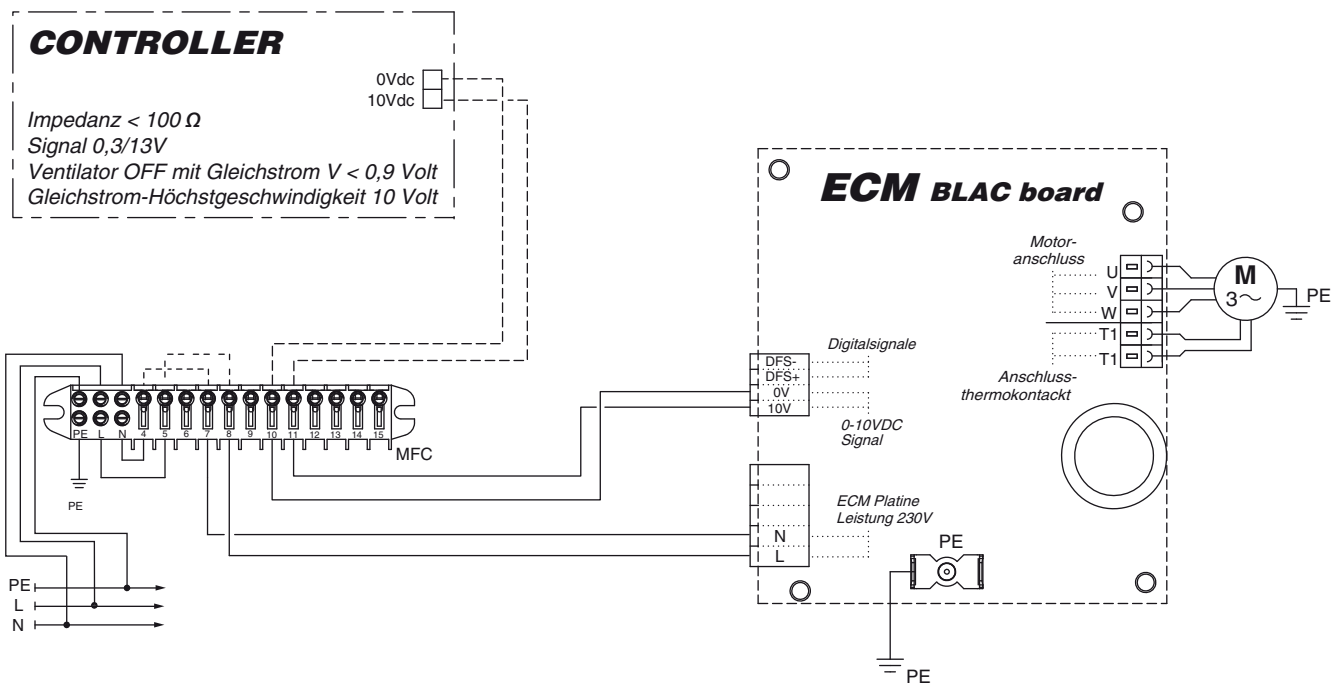 CONTROLLER
0Vdc
10Vdc
Impedanz < 100 Ω
Signal 0,3/13V
Ventilator OFF mit Gleichstrom V < 0,9 Volt
Gleichstrom-Höchstgeschwindigkeit 10 Volt
ECM BLAC board
Motor-
anschluss
U
V
W
T1
T1
M
3~
PE
Anschluss-
thermokontackt
Digitalsignale
DFS-
DFS+
0V
10V
0-10VDC
Signal
PE L N 4 5 6 7 8 9 10 11 12 13 14 15
MFC
PE
ECM Platine
Leistung 230V
N
L
PE
PE
PE
L
N